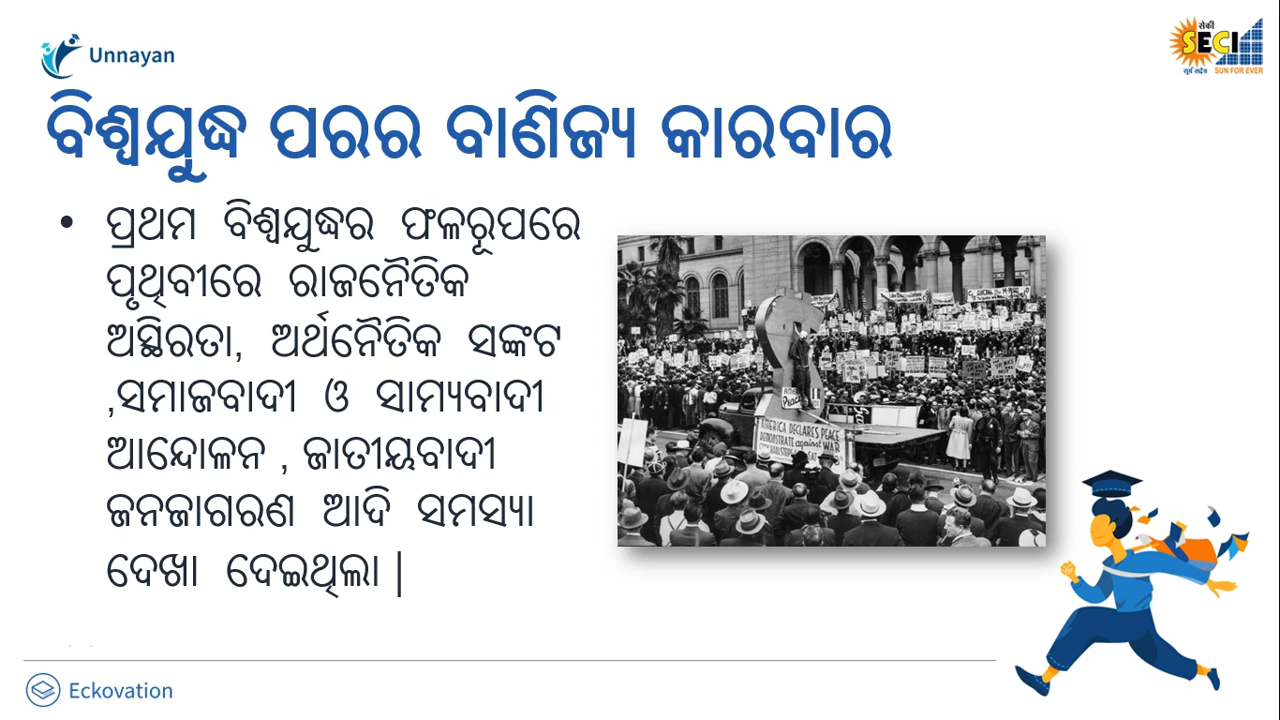 Unnayan
सेकी
SECI
सूर्य सदैव SUN FOR EVER
ବିଶ୍ୱଯୁଦ୍ଧ ପରର ବାଣିଜ୍ୟ କାରବାର
• ପ୍ରଥମ ବିଶ୍ୱଯୁଦ୍ଧର ଫଳରୂପରେ
ପୃଥିବୀରେ ରାଜନୈତିକ
ଅସ୍ଥିରତା, ଅର୍ଥନୈତିକ ସଙ୍କଟ
,ସମାଜବାଦୀ ଓ ସାମ୍ୟବାଦୀ
ଆନ୍ଦୋଳନ , ଜାତୀୟବାଦୀ
ଜନଜାଗରଣ ଆଦି ସମସ୍ୟା
ଦେଖା ଦେଇଥିଲା |
AMERICA DECLARES PEACE
DEMONSTRATE against WAR
Eckovation